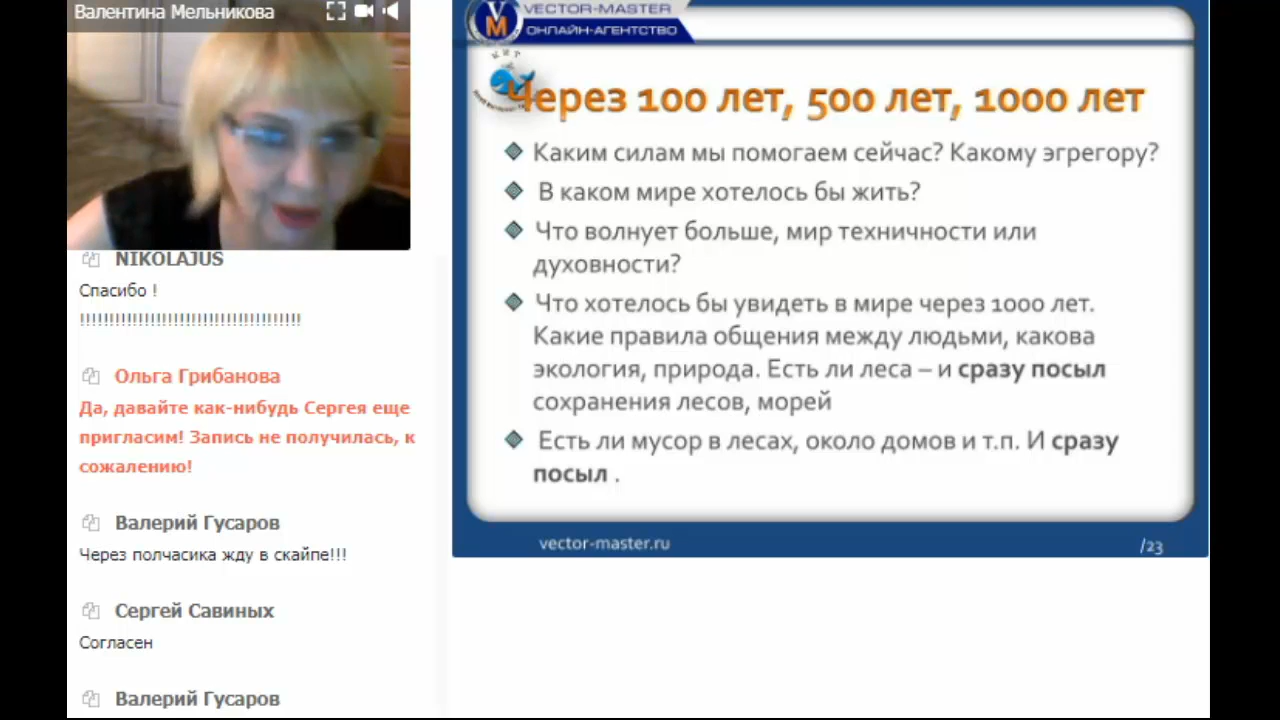 Валентина Мельникова
NIKOLAJUS
Спасибо !
!!!!!!!!!!!!!!!!!!!!!!!!!!!!!!!!!!!!!
Ольга Грибанова
Да, давайте как-нибудь Сергея еще
пригласим! Запись не получилась, к
сожалению!
Валерий Гусаров
Через полчасика жду в скайпе!!!
Сергей Савиных
Согласен
Валерий Гусаров
VECTOR-MASTER
ОНЛАЙН-АГЕНТСТВО
VM
КИТ
Через 100 лет, 500 лет, 1000 лет
Каким силам мы помогаем сейчас? Какому эгрегору?
В каком мире хотелось бы жить?
Что волнует больше, мир техничности или
духовности?
Что хотелось бы увидеть в мире через 1000 лет.
Какие правила общения между людьми, какова
экология, природа. Есть ли леса – и сразу посыл
сохранения лесов, морей
Есть ли мусор в лесах, около домов и т.п. И сразу
посыл .
vector-master.ru
/23